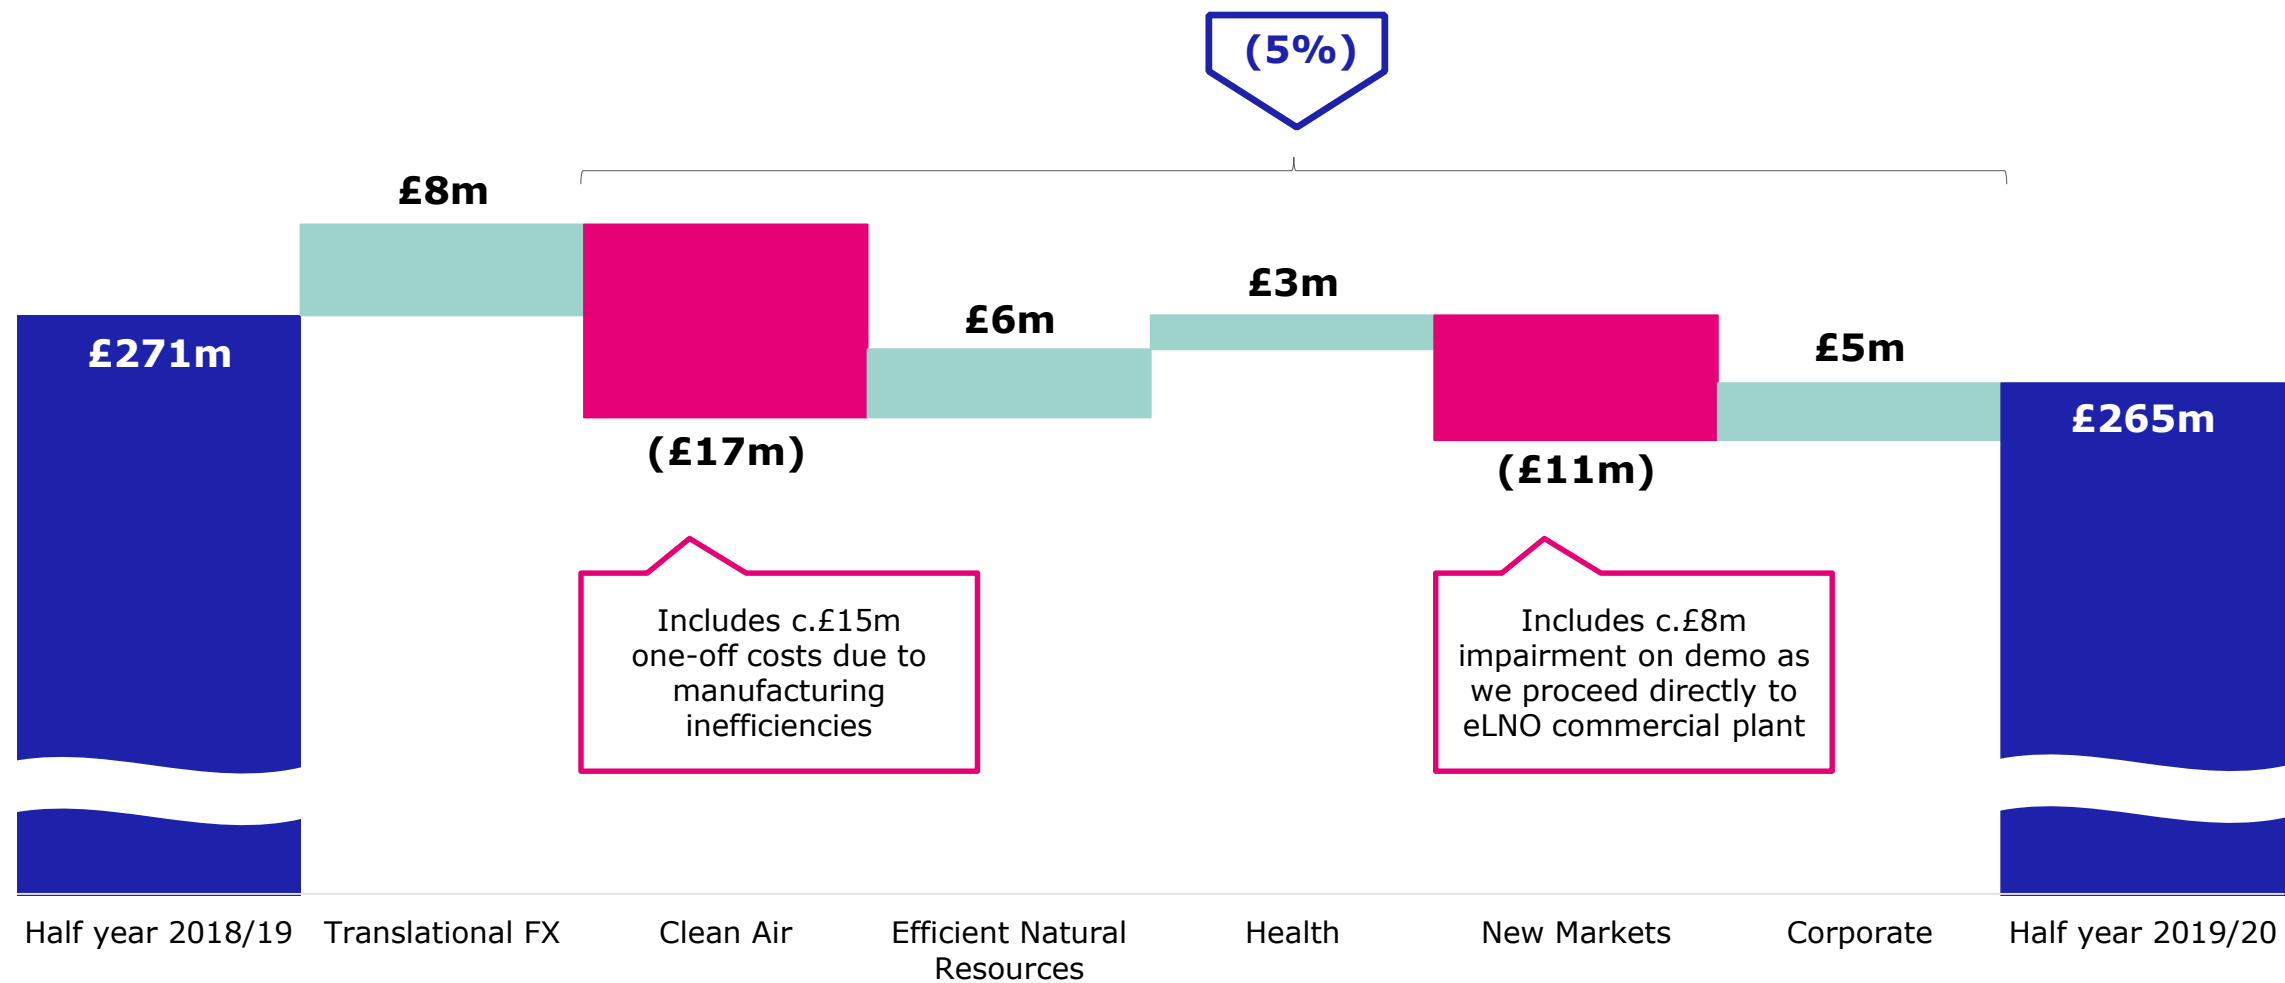 (5%)
£8m
£271m
£6m
£3m
£5m
£265m
(£17m)
(£11m)
Includes c.£15m
one-off costs due to
manufacturing
inefficiencies
Includes c.£8m
impairment on demo as
we proceed directly to
eLNO commercial plant
Half year 2018/19
Translational FX
Clean Air
Efficient Natural
Resources
Health
New Markets
Corporate
Half year 2019/20